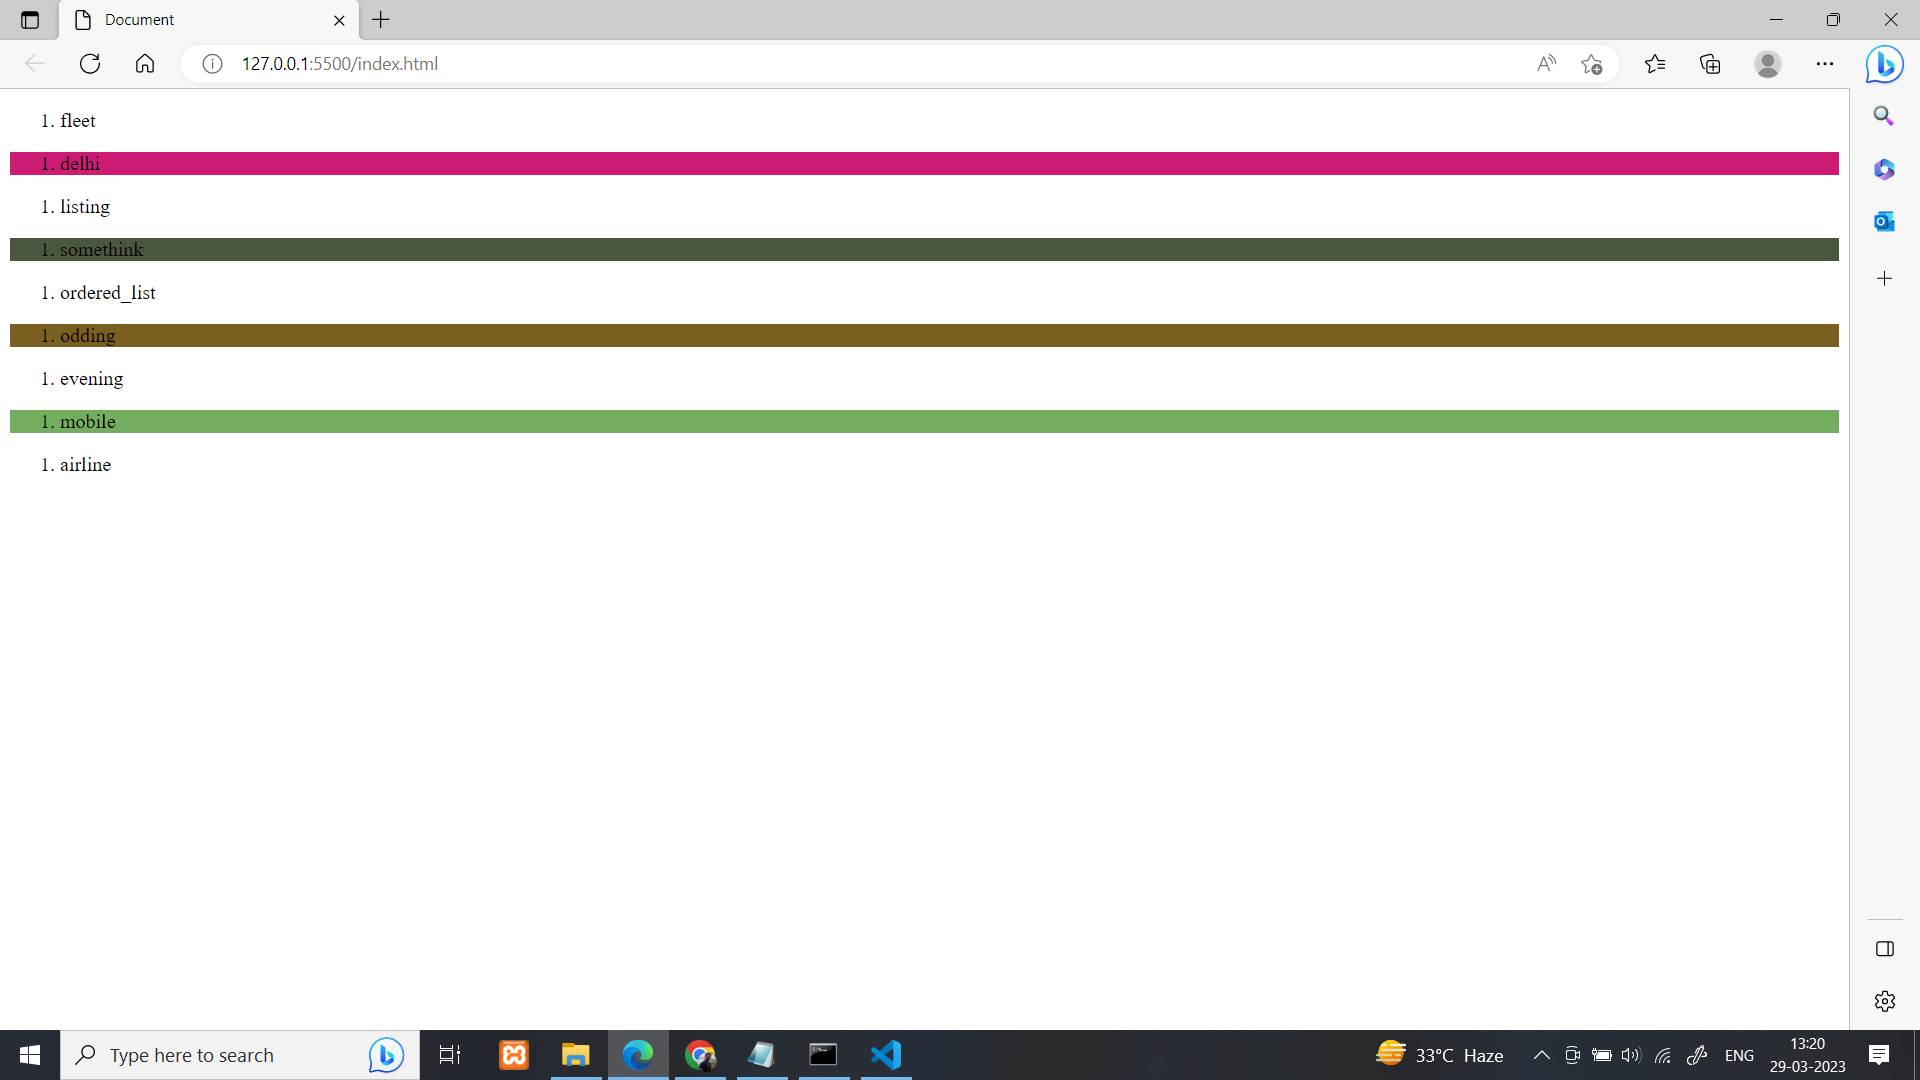 Document
127.0.0.1:5500/index.html
1. fleet
1. delhi
1. listing
1. somethink
1. ordered_list
1. odding
1. evening
1. mobile
1. airline
Type here to search
33°C Haze
ENG
13:20
29-03-2023